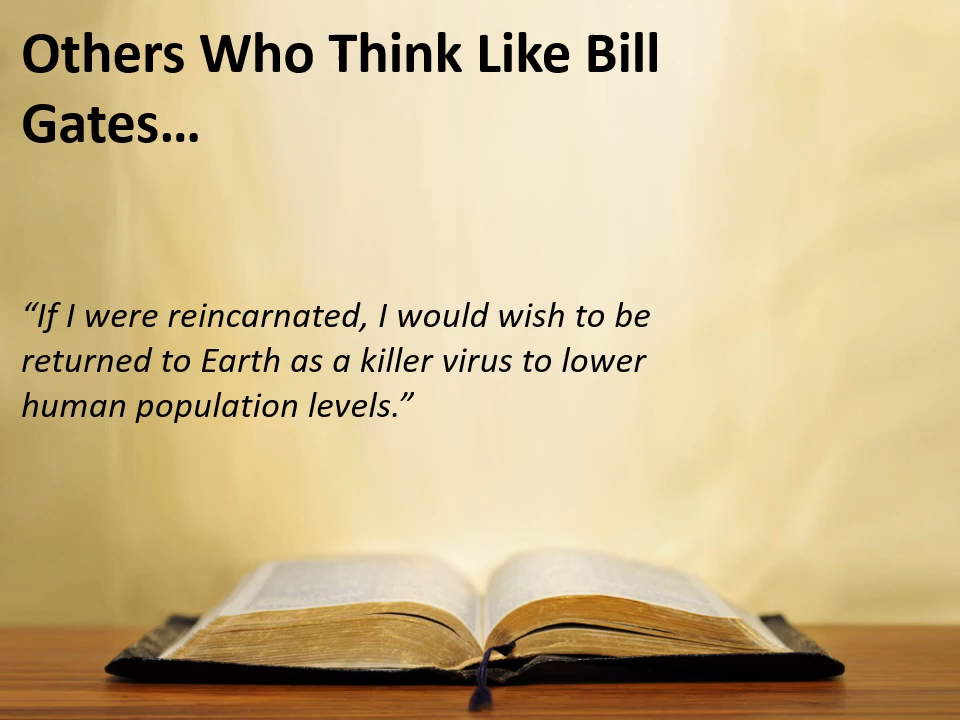 Others Who Think Like Bill
Gates…
“If I were reincarnated, I would wish to be
returned to Earth as a killer virus to lower
human population levels.”